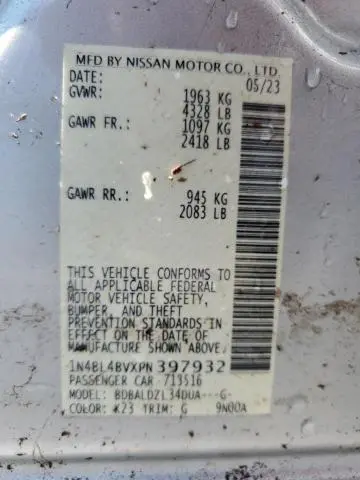 MFD BY NISSAN MOTOR CO., LTD.
DATE: 05/23
GVWR: 1963 KG
4328 LB
GAWR FR.: 1097 KG
2418 LB
GAWR RR.: 945 KG
2083 LB
THIS VEHICLE CONFORMS TO
ALL APPLICABLE FEDERAL
MOTOR VEHICLE SAFETY,
BUMPER, AND THEFT
PREVENTION STANDARDS IN
EFFECT ON THE DATE OF
MANUFACTURE SHOWN ABOVE.
1N4BL4BVXPN397932
PASSENGER CAR 713516
MODEL: BDBALDZL34DUA---G-
COLOR: K23 TRIM: G 9N00A